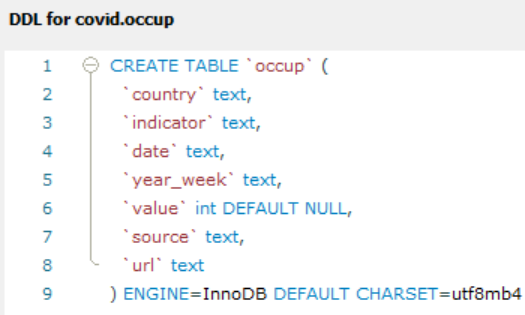 DDL for covid.occup
1 CREATE TABLE `occup` (
2 `country` text,
3 `indicator` text,
4 `date` text,
5 `year_week` text,
6 `value` int DEFAULT NULL,
7 `source` text,
8 `url` text
9 ) ENGINE=InnoDB DEFAULT CHARSET=utf8mb4